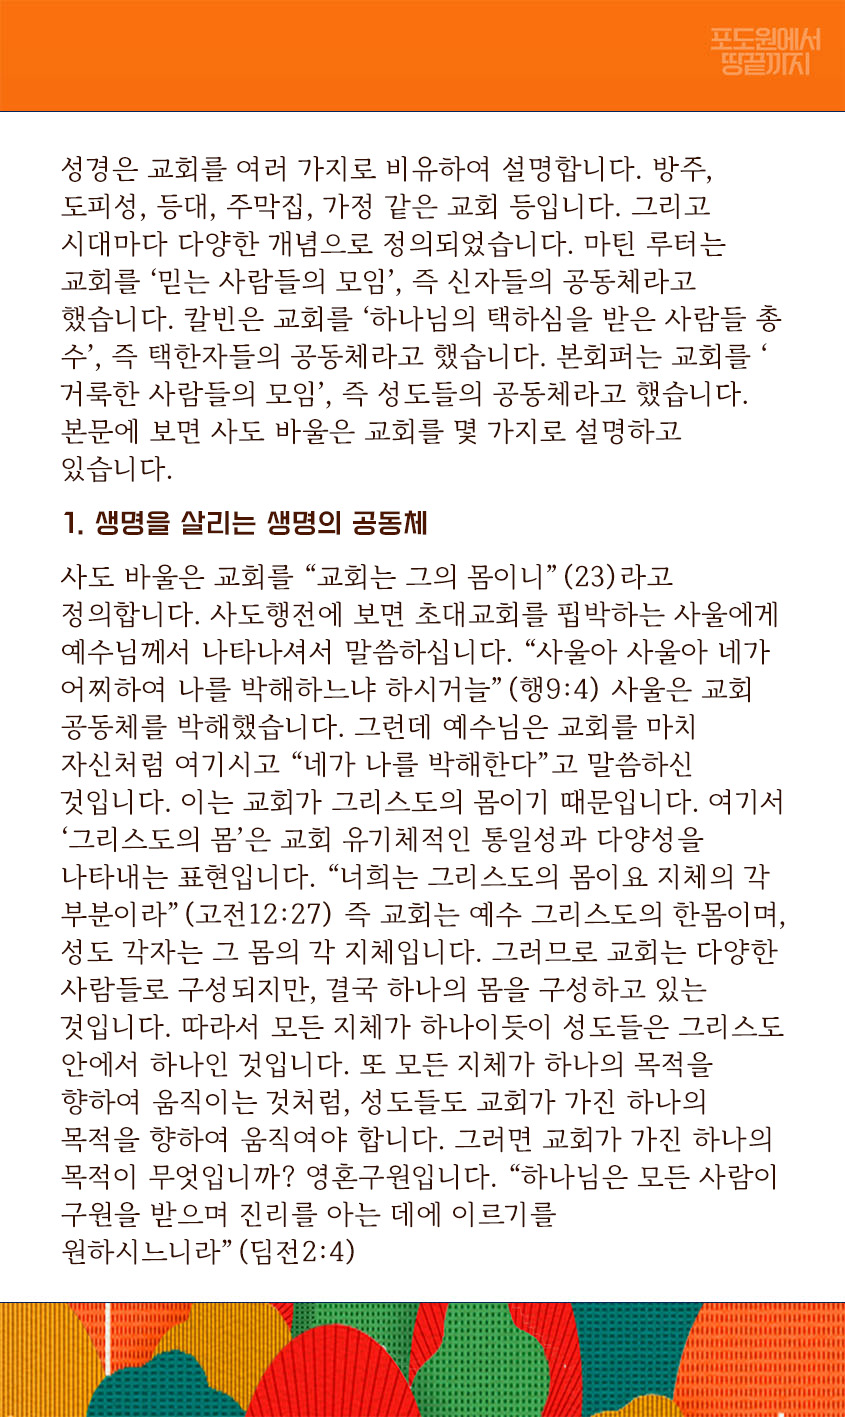 포도원에서
땅끝까지
성경은 교회를 여러 가지로 비유하여 설명합니다. 방주,
도피성, 등대, 주막집, 가정 같은 교회 등입니다. 그리고
시대마다 다양한 개념으로 정의되었습니다. 마틴 루터는
교회를 ‘믿는 사람들의 모임’, 즉 신자들의 공동체라고
했습니다. 칼빈은 교회를 ‘하나님의 택하심을 받은 사람들 총
수’, 즉 택한자들의 공동체라고 했습니다. 본회퍼는 교회를 ‘
거룩한 사람들의 모임’, 즉 성도들의 공동체라고 했습니다.
본문에 보면 사도 바울은 교회를 몇 가지로 설명하고
있습니다.
1. 생명을 살리는 생명의 공동체
사도 바울은 교회를 “교회는 그의 몸이니”(23)라고
정의합니다. 사도행전에 보면 초대교회를 핍박하는 사울에게
예수님께서 나타나셔서 말씀하십니다. “사울아 사울아 네가
어찌하여 나를 박해하느냐 하시거늘”(행9:4) 사울은 교회
공동체를 박해했습니다. 그런데 예수님은 교회를 마치
자신처럼 여기시고 “네가 나를 박해한다”고 말씀하신
것입니다. 이는 교회가 그리스도의 몸이기 때문입니다. 여기서
‘그리스도의 몸’은 교회 유기체적인 통일성과 다양성을
나타내는 표현입니다. “너희는 그리스도의 몸이요 지체의 각
부분이라”(고전12:27) 즉 교회는 예수 그리스도의 한몸이며,
성도 각자는 그 몸의 각 지체입니다. 그러므로 교회는 다양한
사람들로 구성되지만, 결국 하나의 몸을 구성하고 있는
것입니다. 따라서 모든 지체가 하나이듯이 성도들은 그리스도
안에서 하나인 것입니다. 또 모든 지체가 하나의 목적을
향하여 움직이는 것처럼, 성도들도 교회가 가진 하나의
목적을 향하여 움직여야 합니다. 그러면 교회가 가진 하나의
목적이 무엇입니까? 영혼구원입니다. “하나님은 모든 사람이
구원을 받으며 진리를 아는 데에 이르기를
원하시느니라”(딤전2:4)